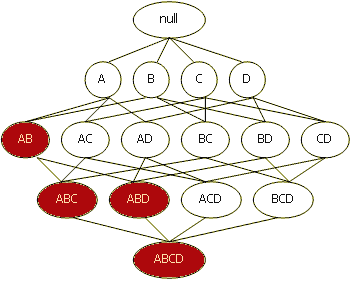 null
A B C D
AB AC AD BC BD CD
ABC ABD ACD BCD
ABCD